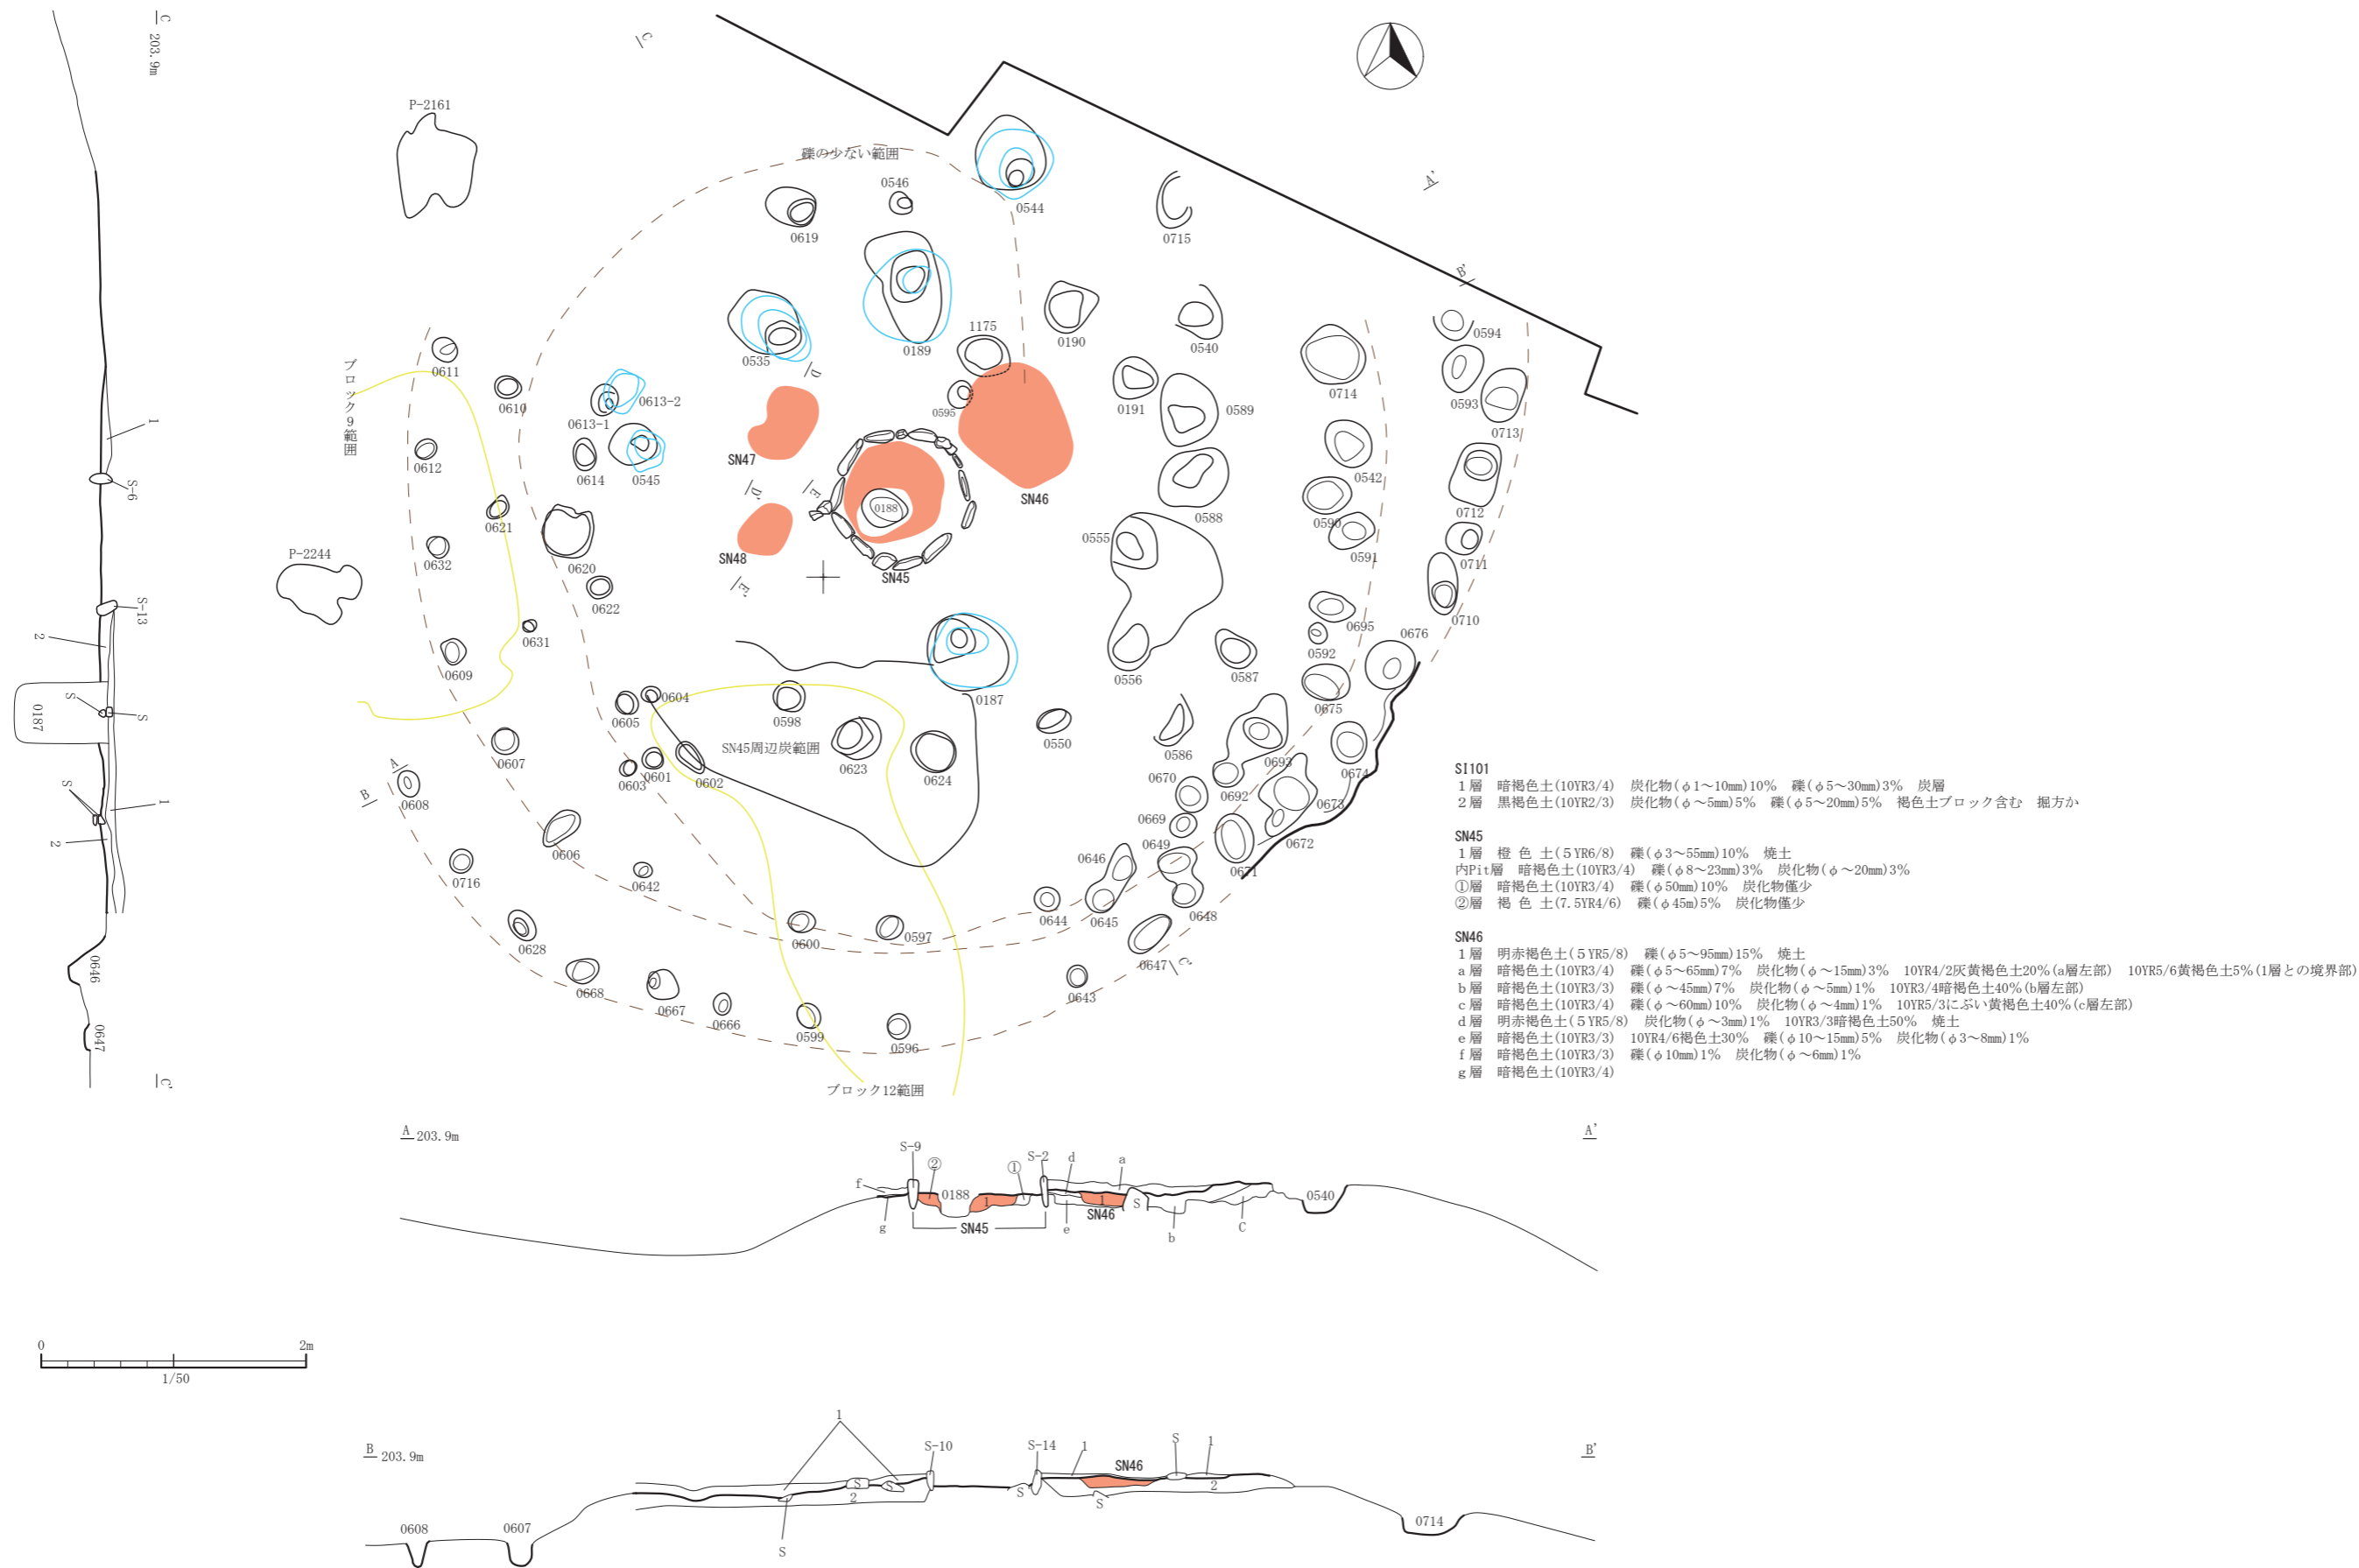 C 203.9m
C
P-2161
礫の少ない範囲
0546
0544
A'
0619
0715
B'
0535
0189
1175
0190
0540
0594
D
ブロック9範囲
0611
0610
0613-2
0613-1
0595
0191
0589
0714
0593
0713
0612
0614
0545
SN47
D'
E
0188
SN46
0542
0621
0588
0590
0712
0555
P-2244
0632
0620
SN48
E'
SN45
0591
0711
0622
0631
0695
0710
0592
0676
0609
0556
0587
0604
0605
0598
0187
0675
SN45周辺炭範囲
0550
0586
0607
0601
0603
0602
0623
0624
0693
0674
0670
0692
0673
A
B
0608
0669
0672
0606
0649
0646
0671
0716
0642
0644
0645
0648
0628
0600
0597
0647
C'
0668
0667
0666
0599
0596
0643
ブロック12範囲
1
S-6
S-13
2
S
0187
S
S
1
2
0646
0647
C'
SI101
1層 暗褐色土(10YR3/4) 炭化物(φ1～10mm)10% 礫(φ5～30mm)3% 炭層
2層 黒褐色土(10YR2/3) 炭化物(φ～5mm)5% 礫(φ5～20mm)5% 褐色土ブロック含む 掘方か
SN45
1層 橙 色 土(5YR6/8) 礫(φ3～55mm)10% 焼土
内Pit層 暗褐色土(10YR3/4) 礫(φ8～23mm)3% 炭化物(φ～20mm)3%
①層 暗褐色土(10YR3/4) 礫(φ50mm)10% 炭化物僅少
②層 褐 色 土(7.5YR4/6) 礫(φ45m)5% 炭化物僅少
SN46
1層 明赤褐色土(5YR5/8) 礫(φ5～95mm)15% 焼土
a層 暗褐色土(10YR3/4) 礫(φ5～65mm)7% 炭化物(φ～15mm)3% 10YR4/2灰黄褐色土20%(a層左部) 10YR5/6黄褐色土5%(1層との境界部)
b層 暗褐色土(10YR3/3) 礫(φ～45mm)7% 炭化物(φ～5mm)1% 10YR3/4暗褐色土40%(b層左部)
c層 暗褐色土(10YR3/4) 礫(φ～60mm)10% 炭化物(φ～4mm)1% 10YR5/3にぶい黄褐色土40%(c層左部)
d層 明赤褐色土(5YR5/8) 炭化物(φ～3mm)1% 10YR3/3暗褐色土50% 焼土
e層 暗褐色土(10YR3/3) 10YR4/6褐色土30% 礫(φ10～15mm)5% 炭化物(φ3～8mm)1%
f層 暗褐色土(10YR3/3) 礫(φ10mm)1% 炭化物(φ～6mm)1%
g層 暗褐色土(10YR3/4)
A 203.9m
A'
S-9
②
①
S-2
d
a
f
0188
1
1
S
0540
g
SN45
SN46
e
b
C
0
2m
1/50
B 203.9m
B'
1
S-10
S-14
1
SN46
S
1
S
S
2
S
2
S
S
0608
0607
0714